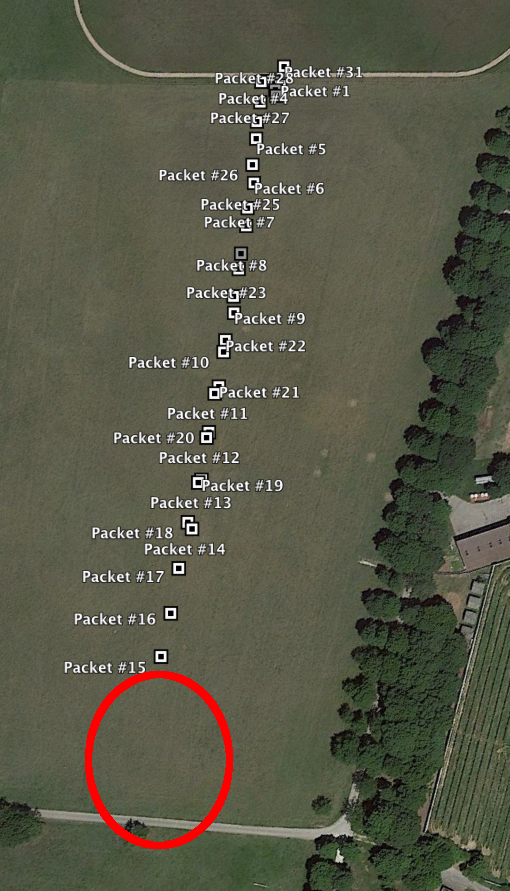 Packet #31
Packet #28
Packet #1
Packet #4
Packet #27
Packet #5
Packet #26
Packet #6
Packet #25
Packet #7
Packet #8
Packet #23
Packet #9
Packet #22
Packet #10
Packet #21
Packet #11
Packet #20
Packet #12
Packet #19
Packet #13
Packet #18
Packet #14
Packet #17
Packet #16
Packet #15